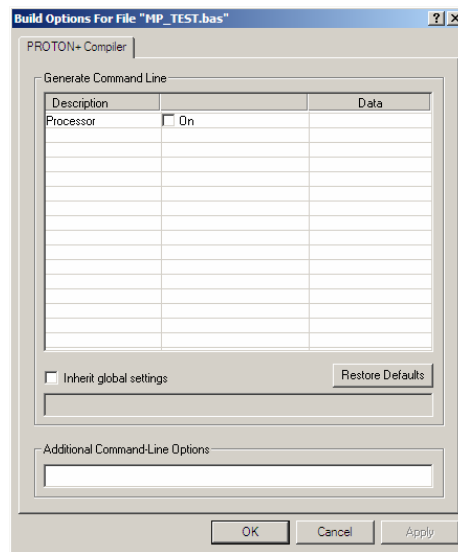 Build Options For File "MP_TEST.bas"
PROTON+ Compiler
Generate Command Line
Description Data
Processor On
Inherit global settings
Restore Defaults
Additional Command-Line Options
OK Cancel Apply